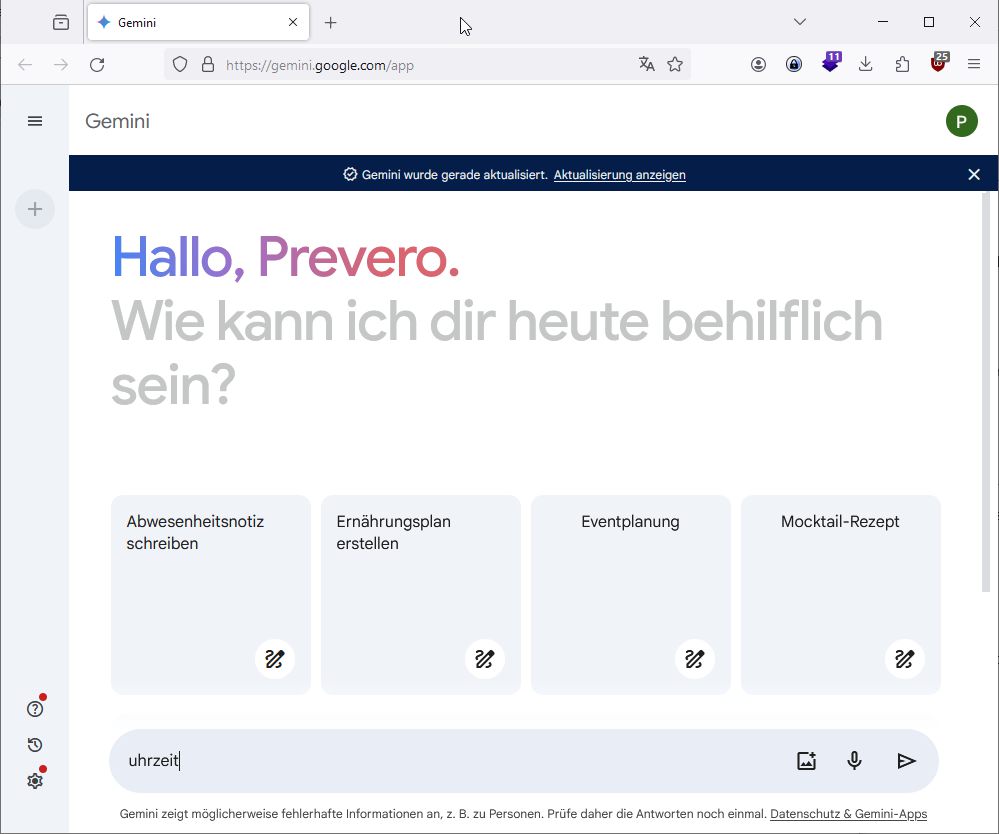 Gemini
https://gemini.google.com/app
11
25
Gemini
P
Gemini wurde gerade aktualisiert. Aktualisierung anzeigen
Hallo, Prevero.
Wie kann ich dir heute behilflich
sein?
Abwesenheitsnotiz
schreiben
Ernährungsplan
erstellen
Eventplanung
Mocktail-Rezept
uhrzeit
Gemini zeigt möglicherweise fehlerhafte Informationen an, z. B. zu Personen. Prüfe daher die Antworten noch einmal. Datenschutz & Gemini-Apps